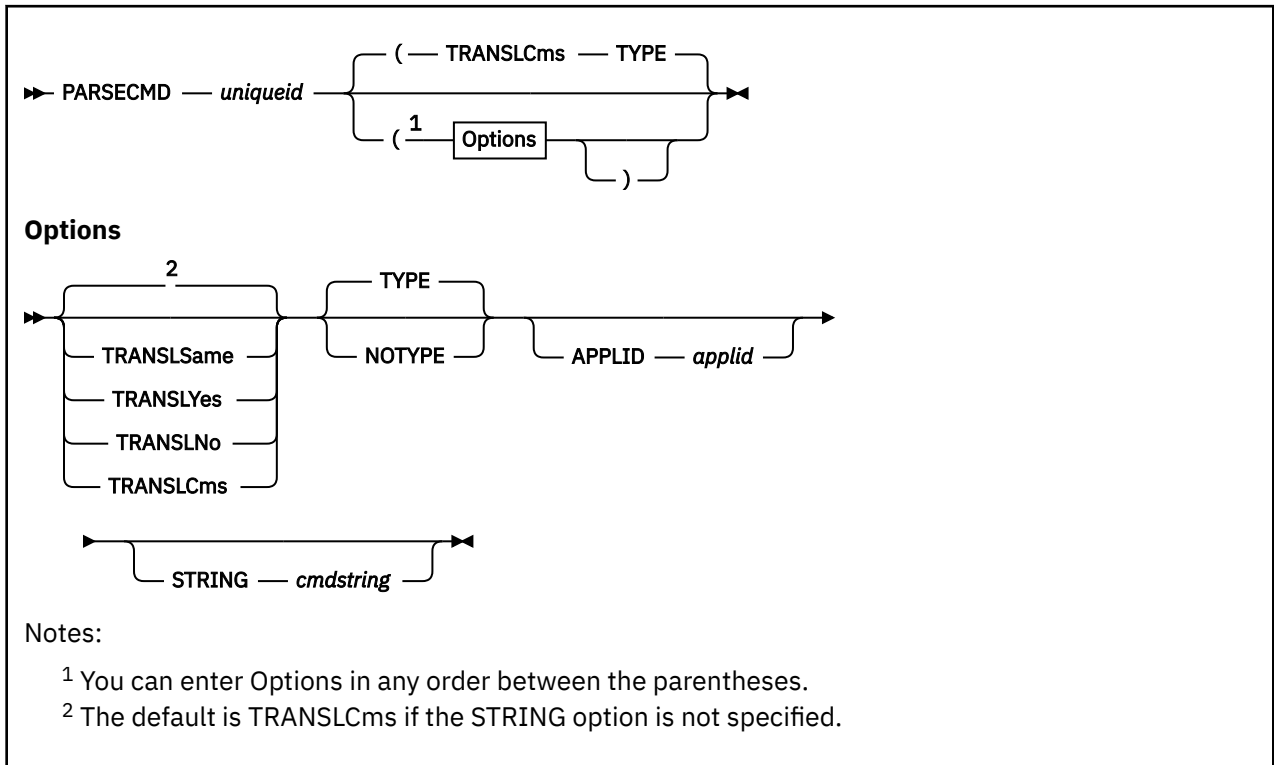 ( TRANSLCms TYPE
PARSECMD uniqueid
( 1 Options
)
Options
2
TYPE
TRANSLSame NOTYPE APPLID applid
TRANSLYes
TRANSLNo
TRANSLCms
STRING cmdstring
Notes:
1 You can enter Options in any order between the parentheses.
2 The default is TRANSLCms if the STRING option is not specified.